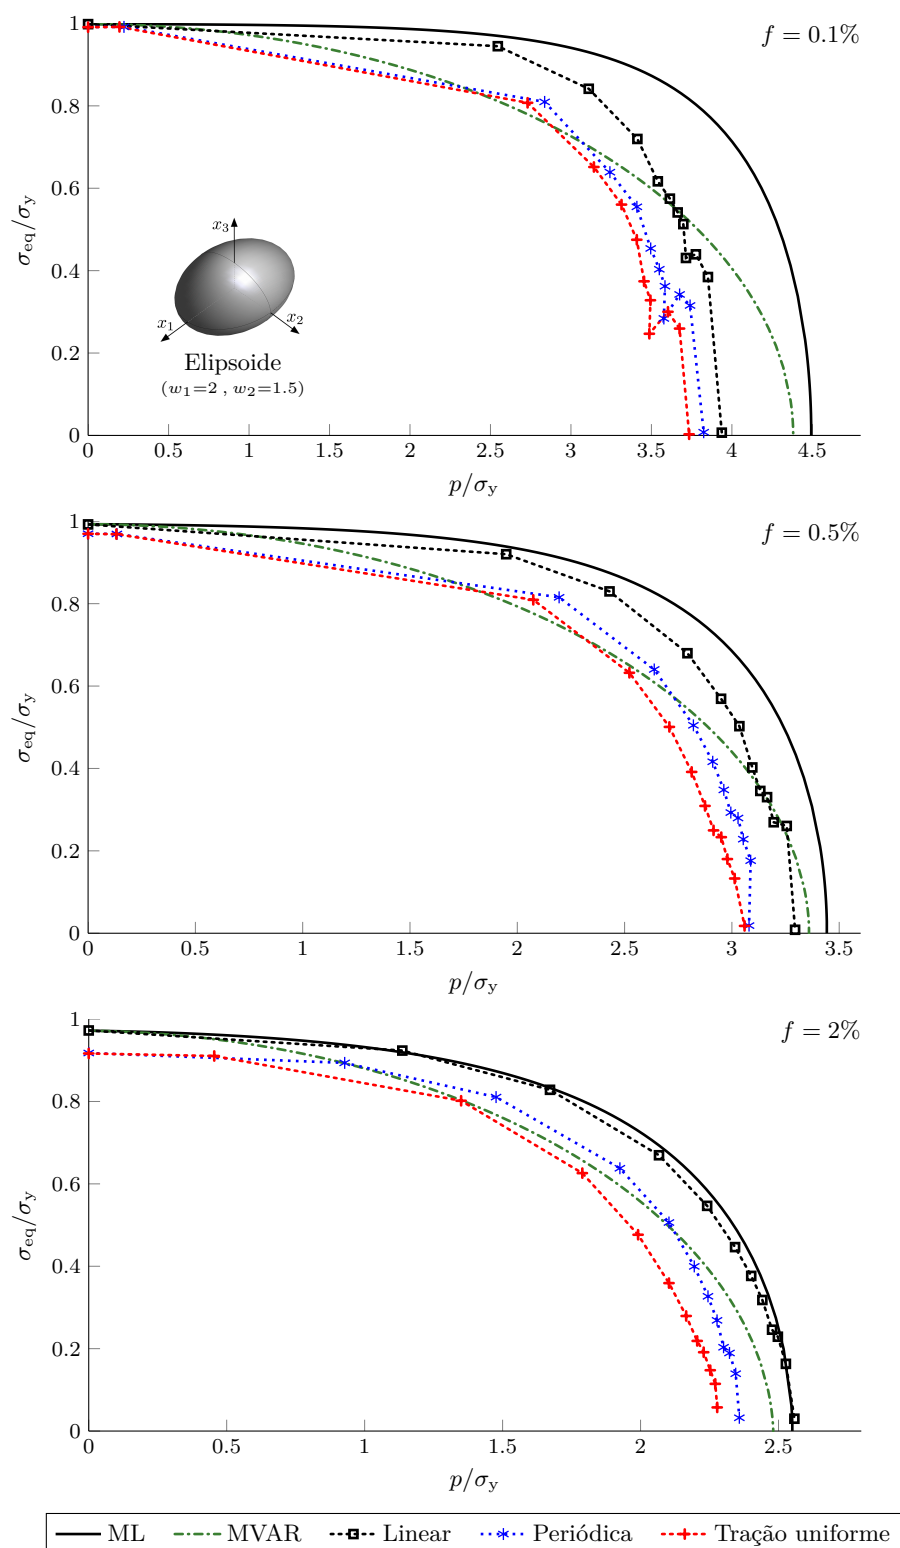 f = 0.1%
1
0.8
0.6
0.4
0.2
0
σeq/σy
x3
x1
x2
Elipsoide
(w1=2 , w2=1.5)
0 0.5 1 1.5 2 2.5 3 3.5 4 4.5
p/σy
f = 0.5%
1
0.8
0.6
0.4
0.2
0
σeq/σy
0 0.5 1 1.5 2 2.5 3 3.5
p/σy
f = 2%
1
0.8
0.6
0.4
0.2
0
σeq/σy
0 0.5 1 1.5 2 2.5
p/σy
ML MVAR Linear Periódica Tração uniforme